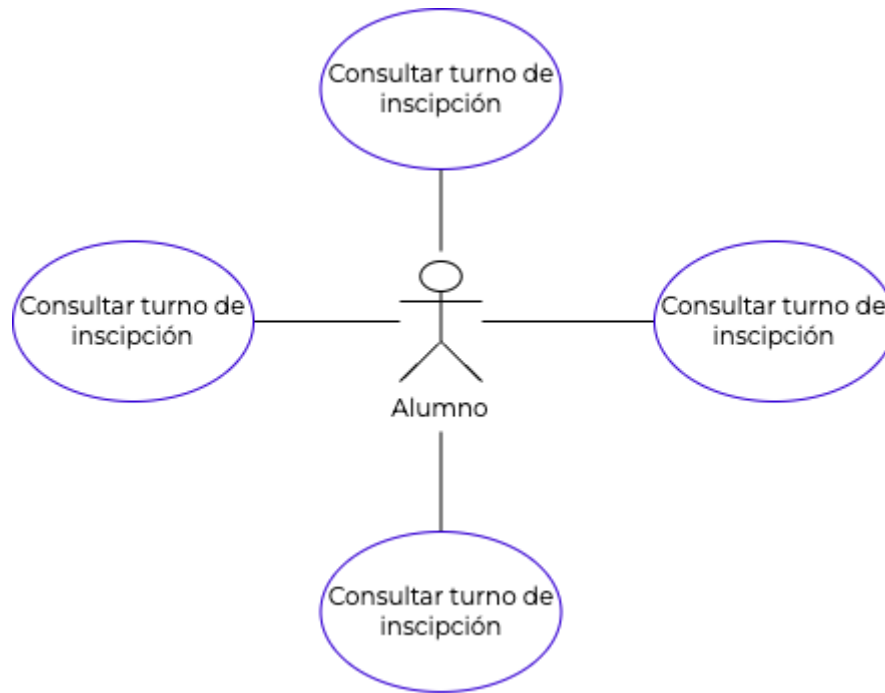 Consultar turno de
inscipción
Consultar turno de
inscipción
Consultar turno de
inscipción
Alumno
Consultar turno de
inscipción